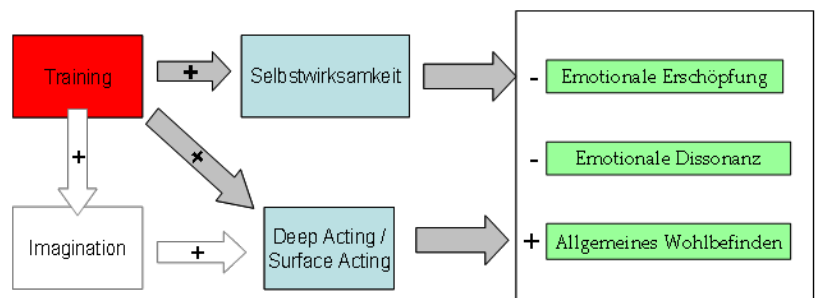 Training
+
Selbstwirksamkeit
- Emotionale Erschöpfung
+
+
- Emotionale Dissonanz
Imagination
+
Deep Acting /
Surface Acting
+ Allgemeines Wohlbefinden